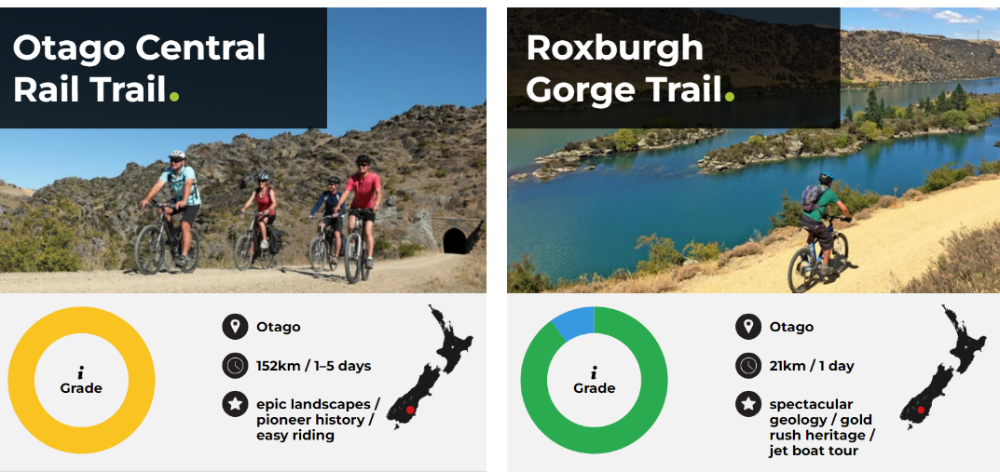 Otago Central
Rail Trail.
Otago
152km / 1–5 days
epic landscapes /
pioneer history /
easy riding
i
Grade
Roxburgh
Gorge Trail.
Otago
21km / 1 day
spectacular
geology / gold
rush heritage /
jet boat tour
i
Grade